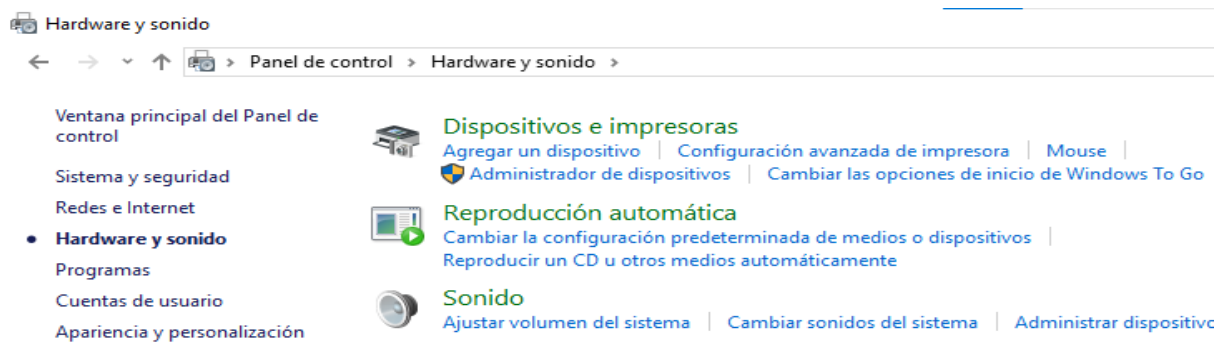 Hardware y sonido
Panel de control > Hardware y sonido >
Ventana principal del Panel de
control
Sistema y seguridad
Redes e Internet
Hardware y sonido
Programas
Cuentas de usuario
Apariencia y personalización
Dispositivos e impresoras
Agregar un dispositivo | Configuración avanzada de impresora | Mouse |
Administrador de dispositivos | Cambiar las opciones de inicio de Windows To Go
Reproducción automática
Cambiar la configuración predeterminada de medios o dispositivos |
Reproducir un CD u otros medios automáticamente
Sonido
Ajustar volumen del sistema | Cambiar sonidos del sistema | Administrar dispositivo